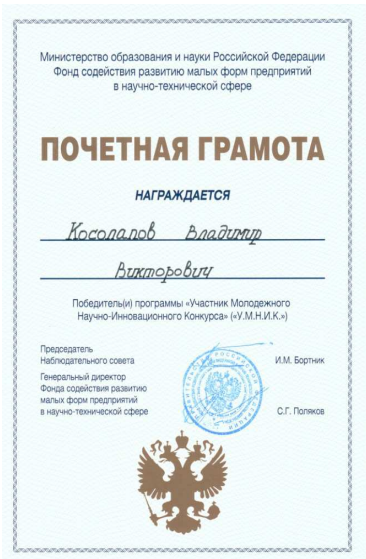 Министерство образования и науки Российской Федерации
Фонд содействия развитию малых форм предприятий
в научно-технической сфере
ПОЧЕТНАЯ ГРАМОТА
НАГРАЖДАЕТСЯ
Косолапов Владимир
Викторович
Победитель(и) программы «Участник Молодежного
Научно-Инновационного Конкурса» («У.М.Н.И.К.»)
Председатель
Наблюдательного совета
И.М. Бортник
Генеральный директор
Фонда содействия развитию
малых форм предприятий
в научно-технической сфере
С.Г. Поляков